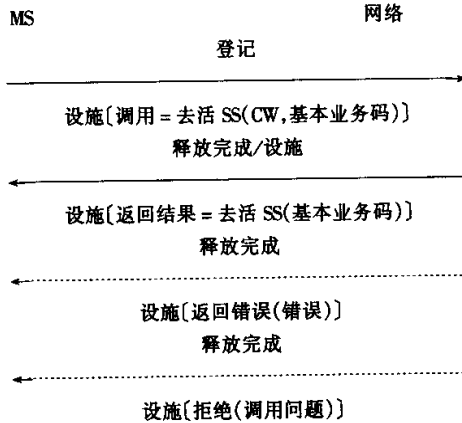 MS 网络
登记
设施〔调用=去活 SS(CW,基本业务码)〕
释放完成/设施
设施〔返回结果=去活 SS(基本业务码)〕
释放完成
设施〔返回错误(错误)〕
释放完成
设施〔拒绝(调用问题)〕